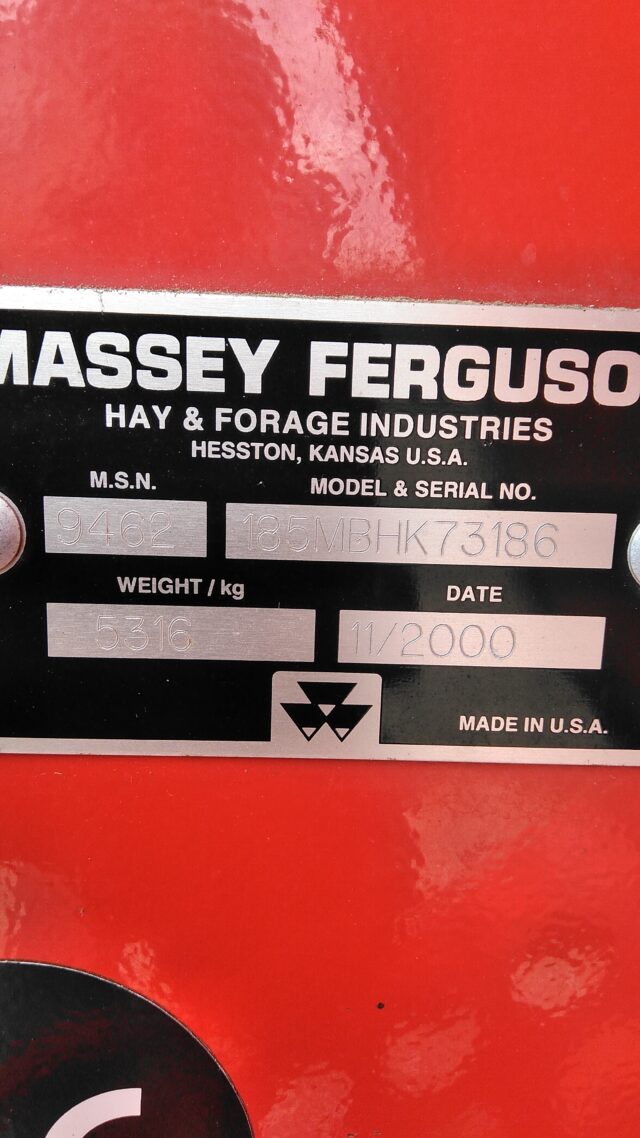 MASSEY FERGUSO
HAY & FORAGE INDUSTRIES
HESSTON, KANSAS U.S.A.
M.S.N. MODEL & SERIAL NO.
9462 185MBHK73186
WEIGHT / kg DATE
5316 11/2000
MADE IN U.S.A.